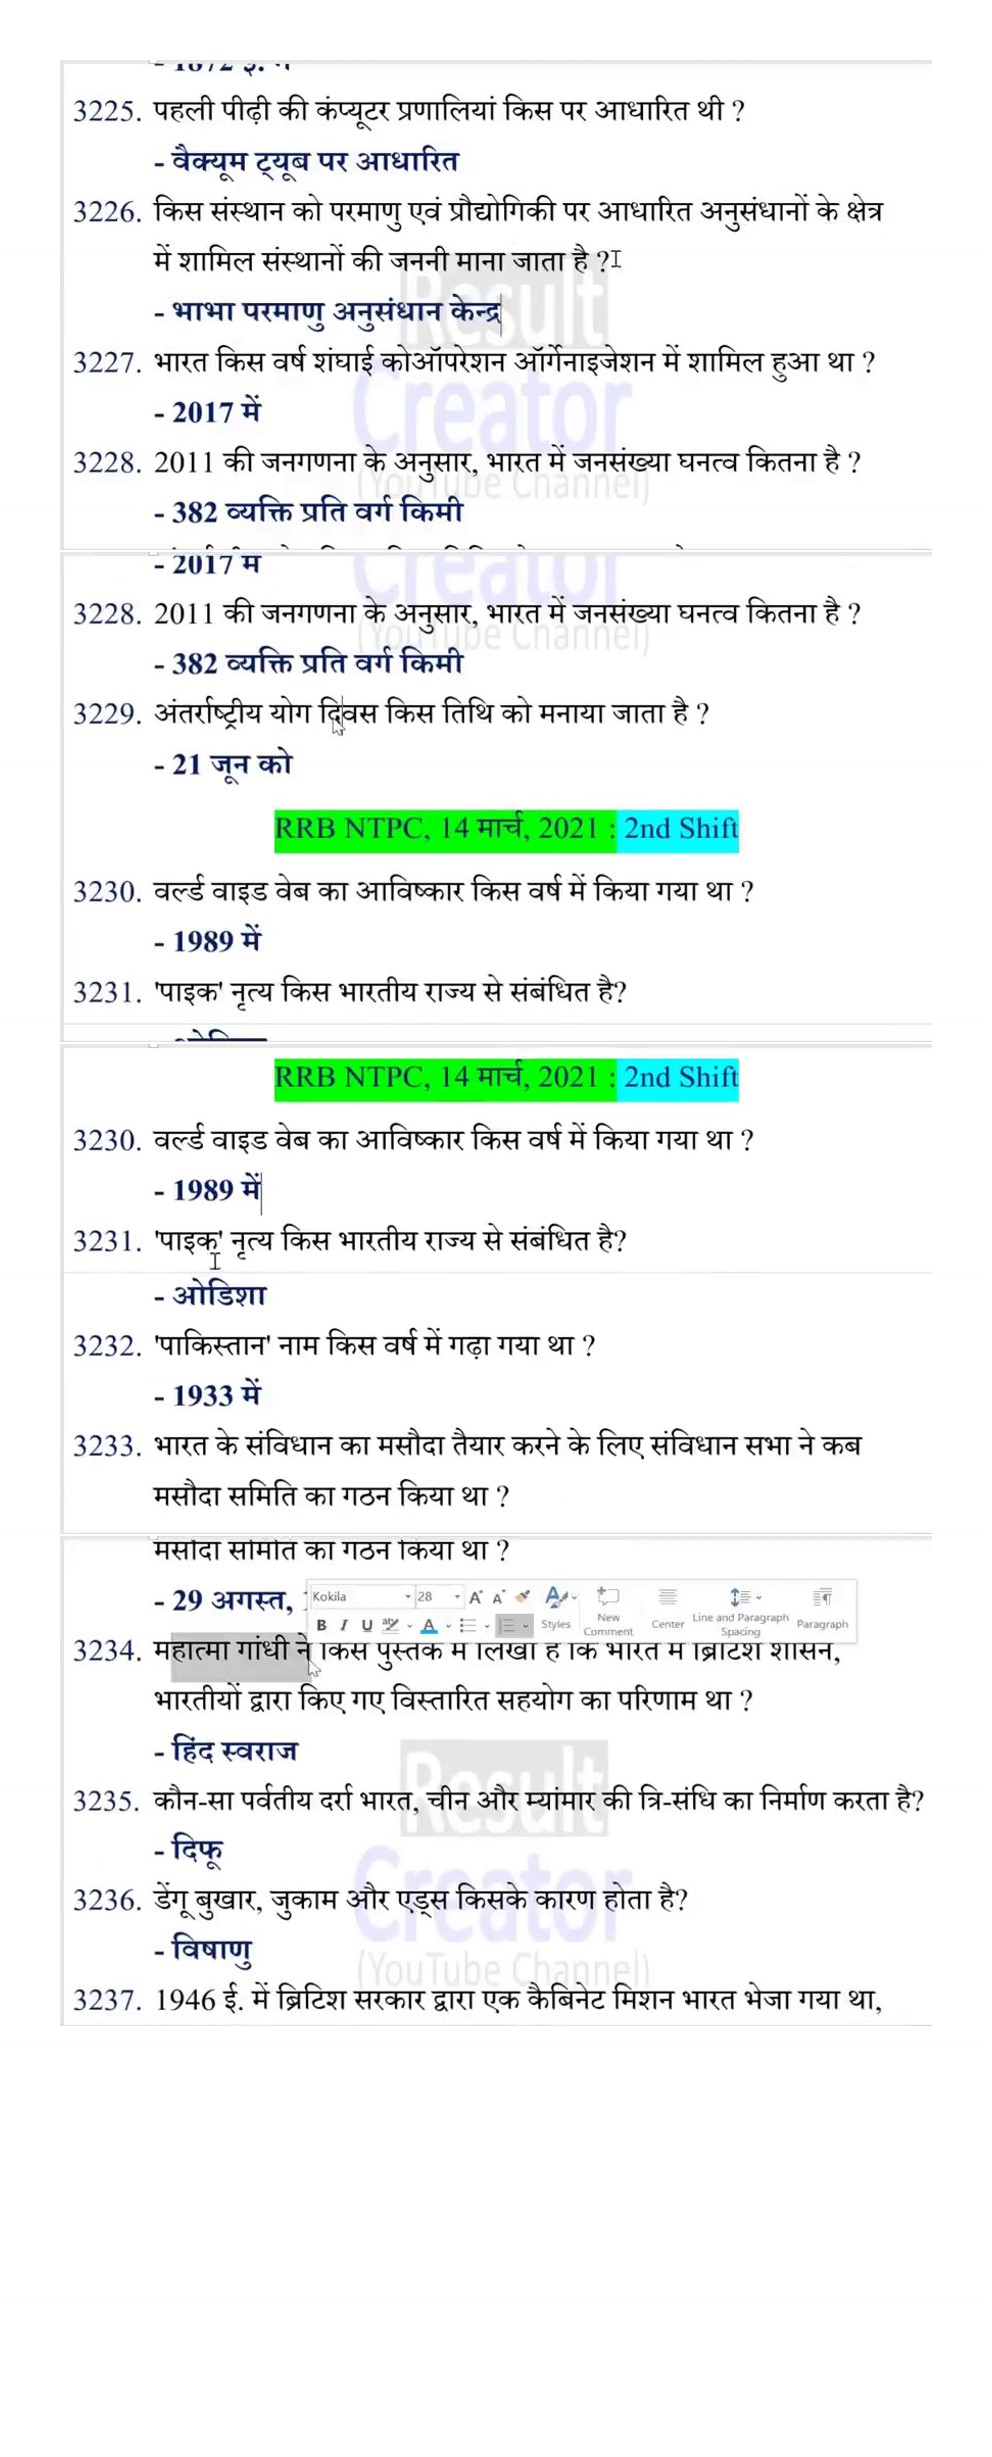 - 1872 ई. में
3225. पहली पीढ़ी की कंप्यूटर प्रणालियां किस पर आधारित थी ?
- वैक्यूम ट्यूब पर आधारित
3226. किस संस्थान को परमाणु एवं प्रौद्योगिकी पर आधारित अनुसंधानों के क्षेत्र
में शामिल संस्थानों की जननी माना जाता है ?
- भाभा परमाणु अनुसंधान केन्द्र
Result
3227. भारत किस वर्ष शंघाई कोऑपरेशन ऑर्गेनाइजेशन में शामिल हुआ था ?
- 2017 में
Creator
3228. 2011 की जनगणना के अनुसार, भारत में जनसंख्या घनत्व कितना है ?
(YouTube Channel)
- 382 व्यक्ति प्रति वर्ग किमी
- 2017 म
Creator
3228. 2011 की जनगणना के अनुसार, भारत में जनसंख्या घनत्व कितना है ?
(YouTube Channel)
- 382 व्यक्ति प्रति वर्ग किमी
3229. अंतर्राष्ट्रीय योग दिवस किस तिथि को मनाया जाता है ?
- 21 जून को
RRB NTPC, 14 मार्च, 2021 : 2nd Shift
3230. वर्ल्ड वाइड वेब का आविष्कार किस वर्ष में किया गया था ?
- 1989 में
3231. 'पाइक' नृत्य किस भारतीय राज्य से संबंधित है?
RRB NTPC, 14 मार्च, 2021 : 2nd Shift
3230. वर्ल्ड वाइड वेब का आविष्कार किस वर्ष में किया गया था ?
- 1989 में
3231. 'पाइक' नृत्य किस भारतीय राज्य से संबंधित है?
- ओडिशा
3232. 'पाकिस्तान' नाम किस वर्ष में गढ़ा गया था ?
- 1933 में
3233. भारत के संविधान का मसौदा तैयार करने के लिए संविधान सभा ने कब
मसौदा समिति का गठन किया था ?
मसौदा समिति का गठन किया था ?
- 29 अगस्त,
Kokila 28 A A
B I U ab A Styles New Comment Center Line and Paragraph Spacing Paragraph
3234. महात्मा गांधी ने किस पुस्तक में लिखा है कि भारत में ब्रिटिश शासन,
भारतीयों द्वारा किए गए विस्तारित सहयोग का परिणाम था ?
- हिंद स्वराज
Result
3235. कौन-सा पर्वतीय दर्रा भारत, चीन और म्यांमार की त्रि-संधि का निर्माण करता है?
- दिफू
Creator
3236. डेंगू बुखार, जुकाम और एड्स किसके कारण होता है?
- विषाणु
(YouTube Channel)
3237. 1946 ई. में ब्रिटिश सरकार द्वारा एक कैबिनेट मिशन भारत भेजा गया था,